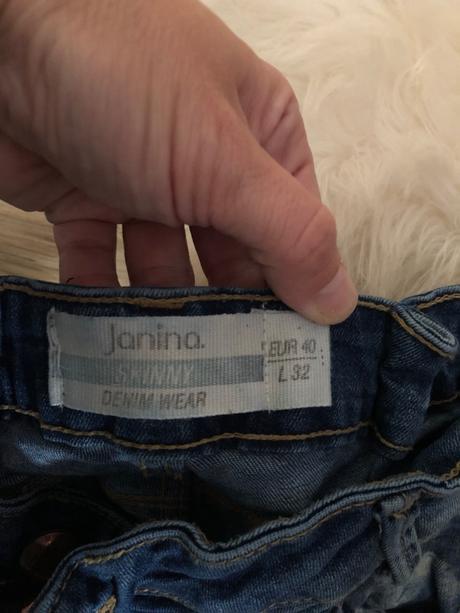 Janina.
SKINNY
DENIM WEAR
EUR 40
L 32